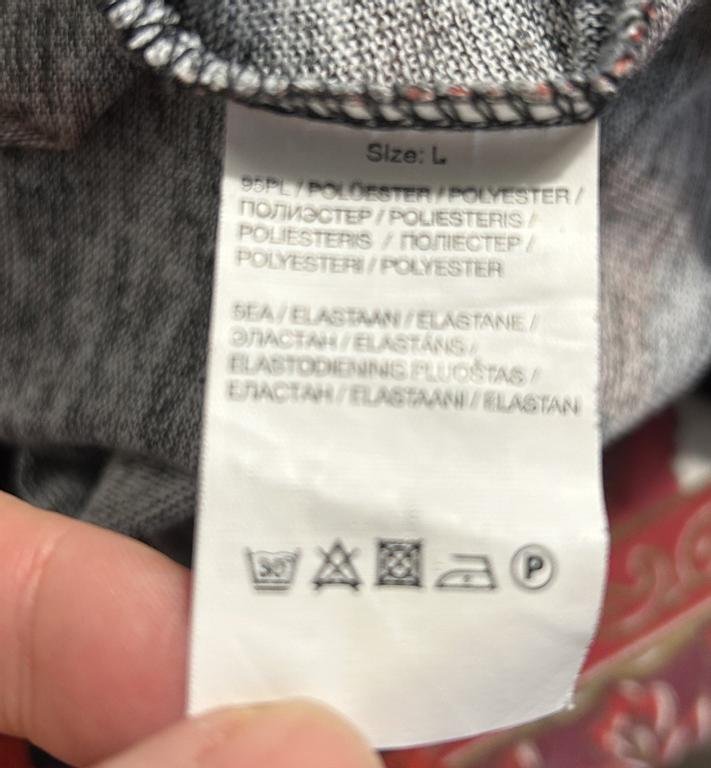 Size: L
95PL / POLÜESTER / POLYESTER /
ПОЛИЭСТЕР / POLIESTERIS /
POLIESTERIS / ПОЛІЕСТЕР /
POLYESTERI / POLYESTER
5EA / ELASTAAN / ELASTANE /
ЭЛАСТАН / ELASTĀNS /
ELASTODIENINIS PLUOŠTAS /
ЕЛАСТАН / ELASTAANI / ELASTAN
30°
P